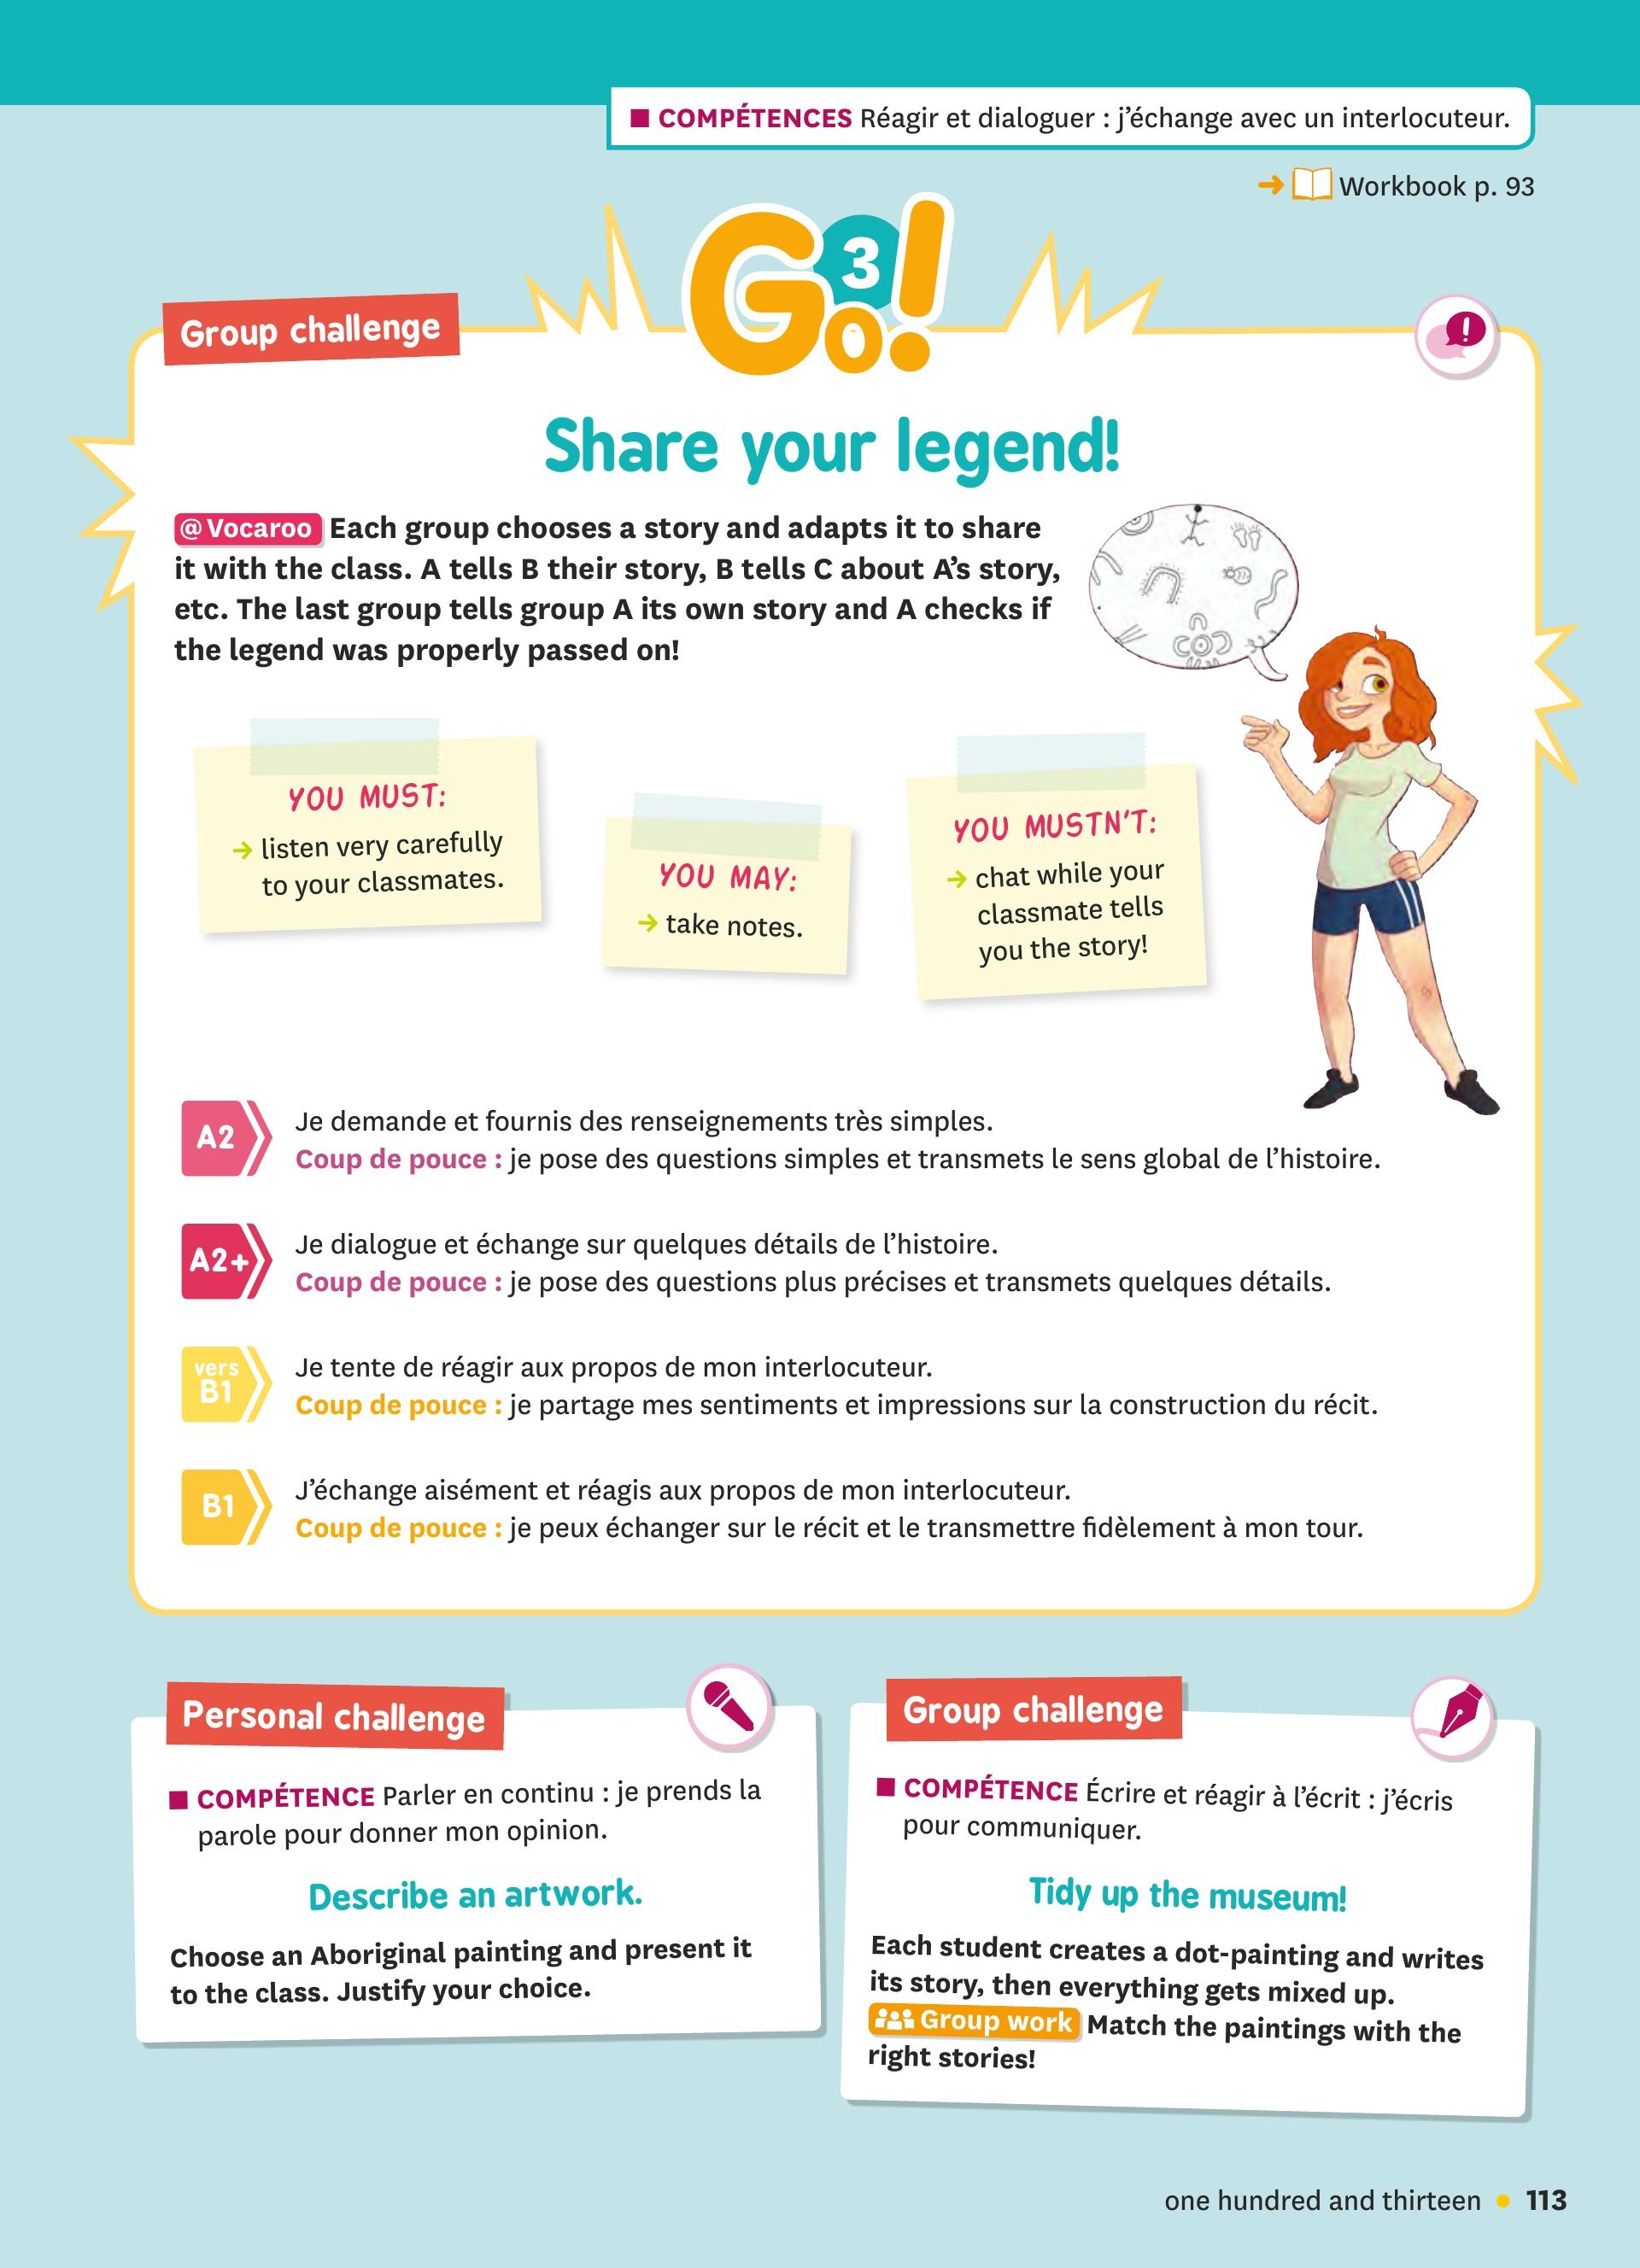 ■ COMPÉTENCES Réagir et dialoguer : j’échange avec un interlocuteur.
➜ Workbook p. 93
Go! 3
Group challenge
Share your legend!
@Vocaroo Each group chooses a story and adapts it to share
it with the class. A tells B their story, B tells C about A’s story,
etc. The last group tells group A its own story and A checks if
the legend was properly passed on!
YOU MUST:
→ listen very carefully
to your classmates.
YOU MAY:
→ take notes.
YOU MUSTN’T:
→ chat while your
classmate tells
you the story!
A2
Je demande et fournis des renseignements très simples.
Coup de pouce : je pose des questions simples et transmets le sens global de l’histoire.
A2+
Je dialogue et échange sur quelques détails de l’histoire.
Coup de pouce : je pose des questions plus précises et transmets quelques détails.
vers
B1
Je tente de réagir aux propos de mon interlocuteur.
Coup de pouce : je partage mes sentiments et impressions sur la construction du récit.
B1
J’échange aisément et réagis aux propos de mon interlocuteur.
Coup de pouce : je peux échanger sur le récit et le transmettre fidèlement à mon tour.
Personal challenge
■ COMPÉTENCE Parler en continu : je prends la
parole pour donner mon opinion.
Describe an artwork.
Choose an Aboriginal painting and present it
to the class. Justify your choice.
Group challenge
■ COMPÉTENCE Écrire et réagir à l’écrit : j’écris
pour communiquer.
Tidy up the museum!
Each student creates a dot-painting and writes
its story, then everything gets mixed up.
Group work Match the paintings with the
right stories!
one hundred and thirteen • 113